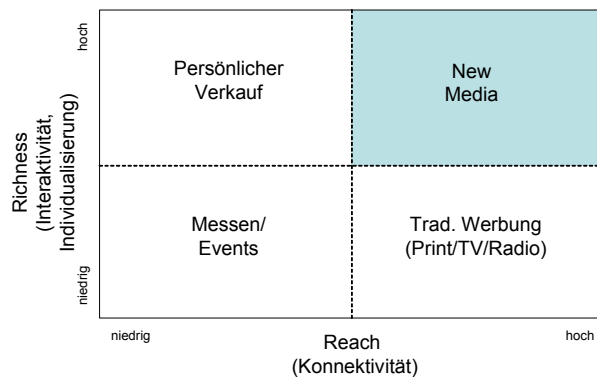 hoch
Richness
(Interaktivität,
Individualisierung)
niedrig
Persönlicher
Verkauf
New
Media
Messen/
Events
Trad. Werbung
(Print/TV/Radio)
niedrig
Reach
(Konnektivität)
hoch